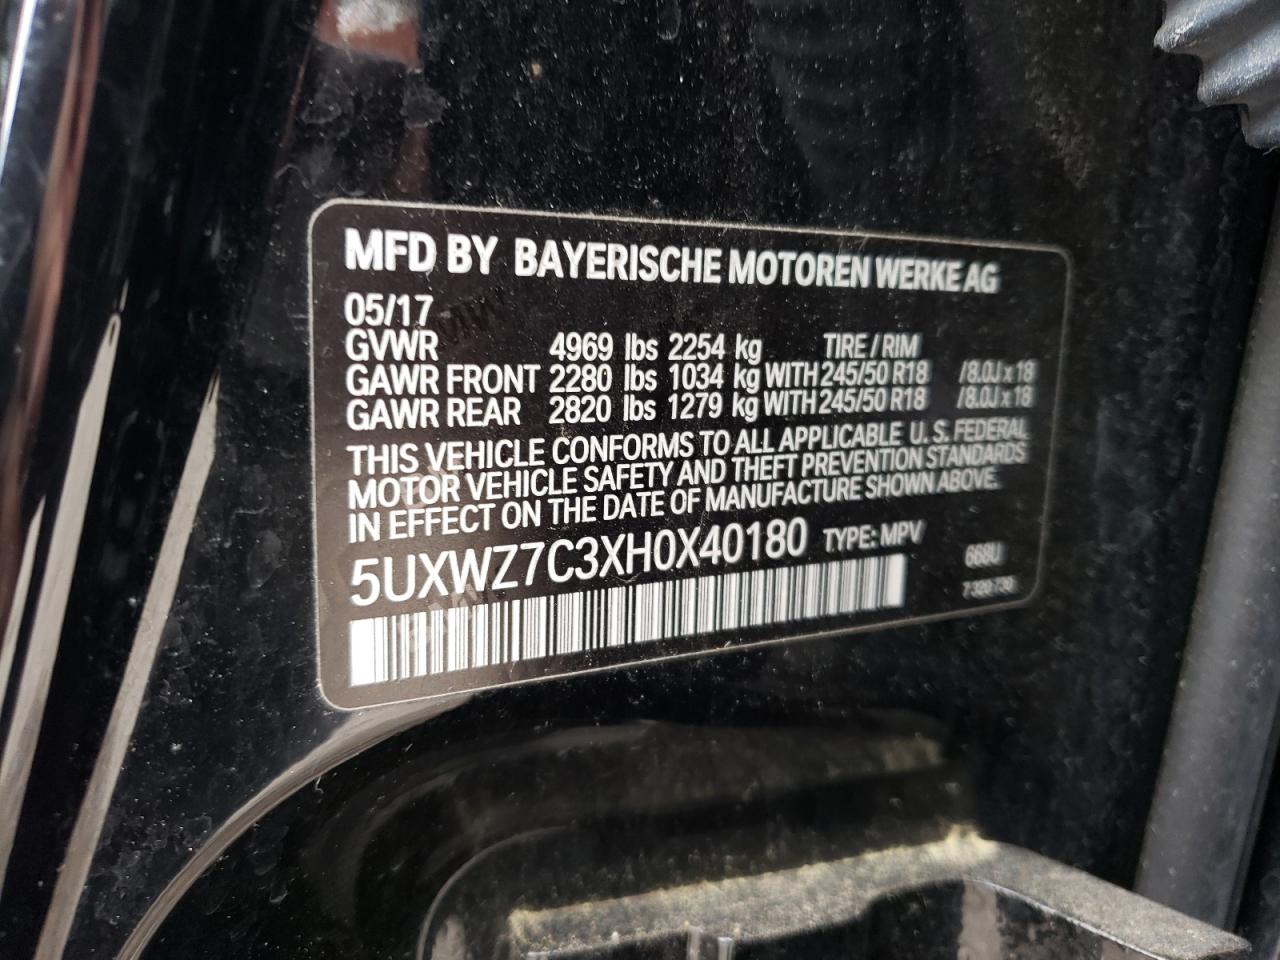 MFD BY BAYERISCHE MOTOREN WERKE AG
05/17
GVWR 4969 lbs 2254 kg TIRE / RIM
GAWR FRONT 2280 lbs 1034 kg WITH 245/50 R18 /8.0J x 18
GAWR REAR 2820 lbs 1279 kg WITH 245/50 R18 /8.0J x 18
THIS VEHICLE CONFORMS TO ALL APPLICABLE U.S. FEDERAL
MOTOR VEHICLE SAFETY AND THEFT PREVENTION STANDARDS
IN EFFECT ON THE DATE OF MANUFACTURE SHOWN ABOVE.
5UXWZ7C3XH0X40180 TYPE: MPV
668U